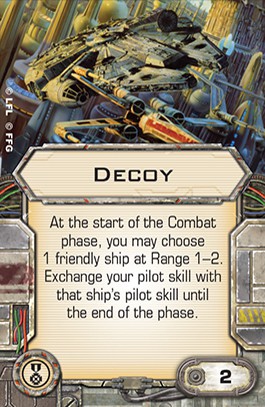 © LFL © FFG
DECOY
At the start of the Combat
phase, you may choose
1 friendly ship at Range 1–2.
Exchange your pilot skill with
that ship's pilot skill until
the end of the phase.
2